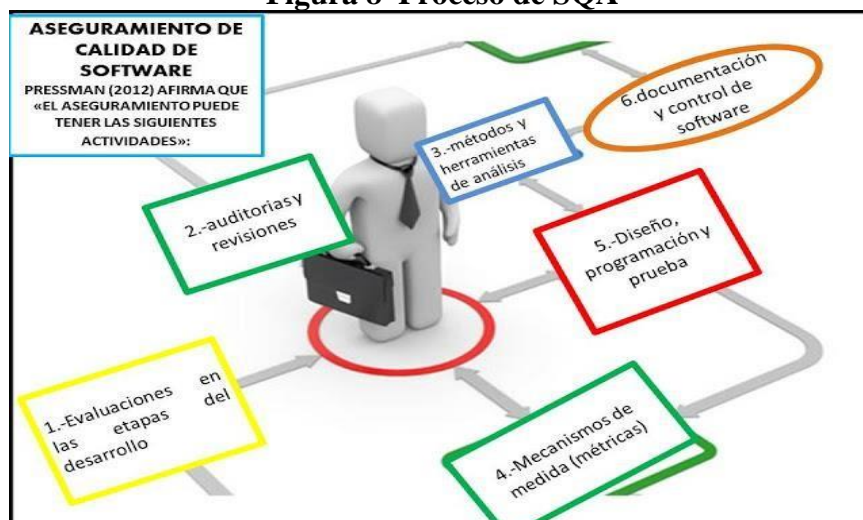 Figura 8 Proceso de SQA
ASEGURAMIENTO DE
CALIDAD DE
SOFTWARE
PRESSMAN (2012) AFIRMA QUE
«EL ASEGURAMIENTO PUEDE
TENER LAS SIGUIENTES
ACTIVIDADES»:
1.-Evaluaciones en
las etapas del
desarrollo
2.-auditorias y
revisiones
3.-métodos y
herramientas
de análisis
4.-Mecanismos de
medida (métricas)
5.-Diseño,
programación y
prueba
6.documentación
y control de
software